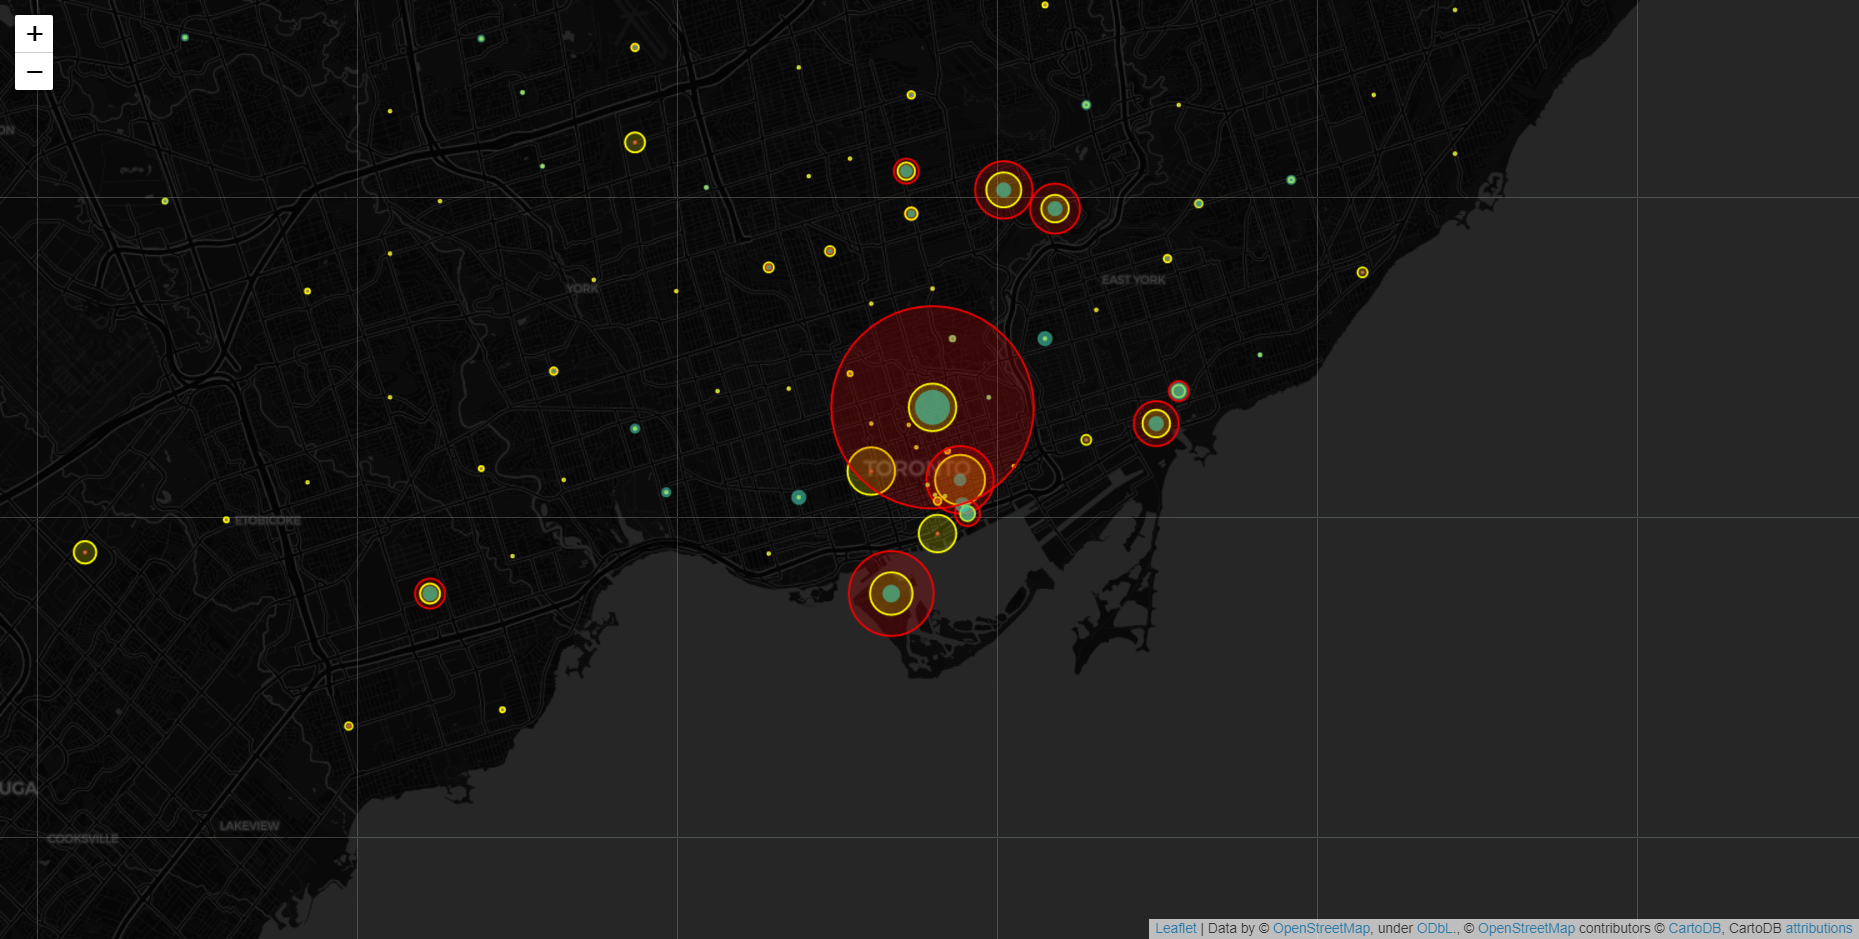 +
−
ON
YORK
EAST YORK
TORONTO
ETOBICOKE
UGA
LAKEVIEW
COOKSVILLE
Leaflet | Data by © OpenStreetMap, under ODbL., © OpenStreetMap contributors © CartoDB, CartoDB attributions